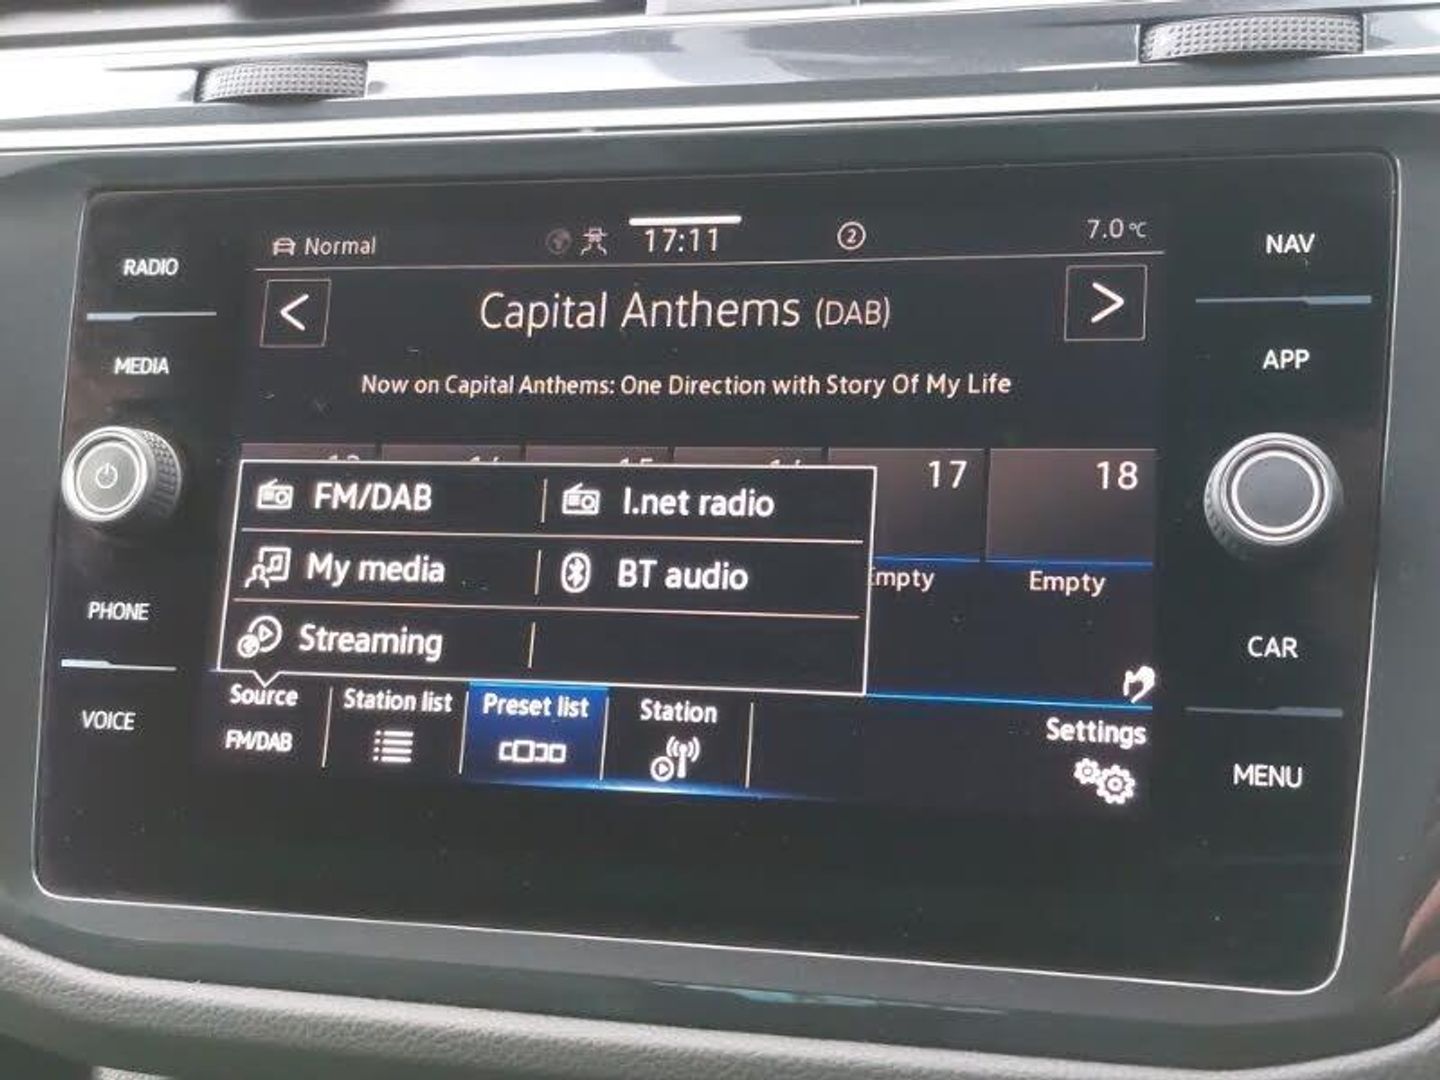 RADIO
MEDIA
PHONE
VOICE
Normal
17:11
2
7.0 °C
Capital Anthems (DAB)
Now on Capital Anthems: One Direction with Story Of My Life
17
18
FM/DAB
I.net radio
My media
BT audio
Streaming
Empty
Source
FM/DAB
Station list
Preset list
Station
Settings
NAV
APP
CAR
MENU